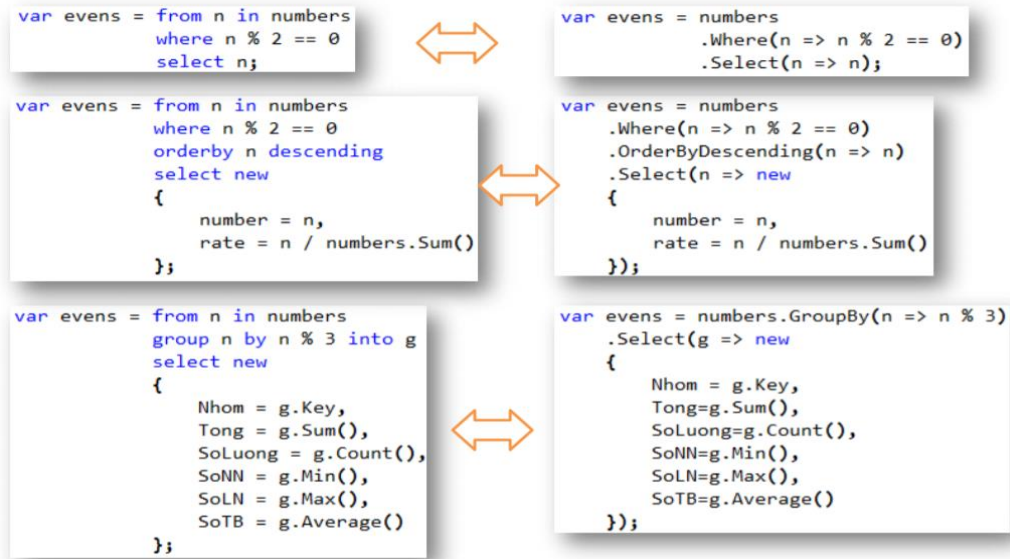 var evens = from n in numbers
where n % 2 == 0
select n;
var evens = numbers
.Where(n => n % 2 == 0)
.Select(n => n);
var evens = from n in numbers
where n % 2 == 0
orderby n descending
select new
{
number = n,
rate = n / numbers.Sum()
};
var evens = numbers
.Where(n => n % 2 == 0)
.OrderByDescending(n => n)
.Select(n => new
{
number = n,
rate = n / numbers.Sum()
});
var evens = from n in numbers
group n by n % 3 into g
select new
{
Nhom = g.Key,
Tong = g.Sum(),
SoLuong = g.Count(),
SoNN = g.Min(),
SoLN = g.Max(),
SoTB = g.Average()
};
var evens = numbers.GroupBy(n => n % 3)
.Select(g => new
{
Nhom = g.Key,
Tong=g.Sum(),
SoLuong=g.Count(),
SoNN=g.Min(),
SoLN=g.Max(),
SoTB=g.Average()
});